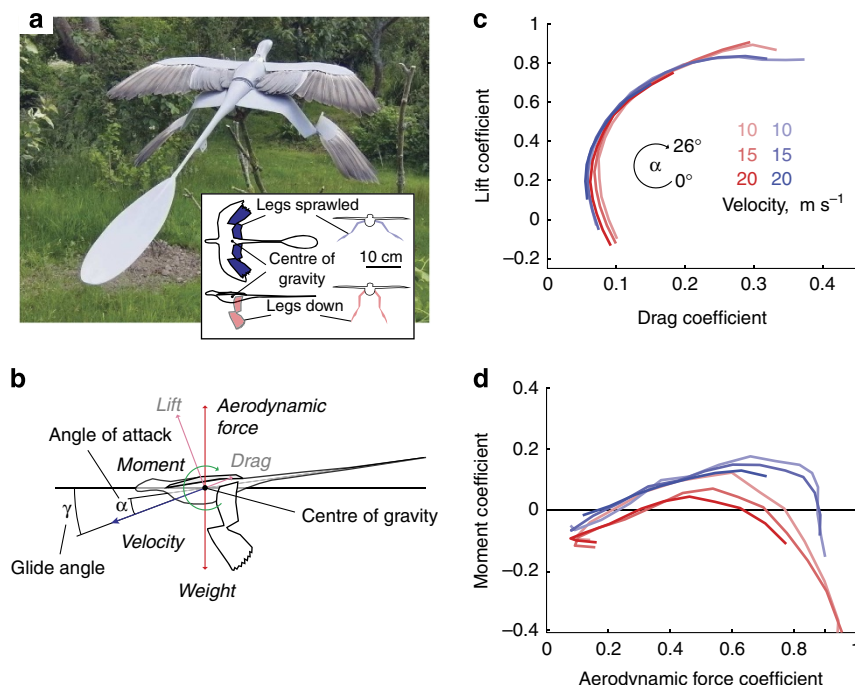 a
Legs sprawled
Centre of
gravity
10 cm
Legs down
b
Lift
Aerodynamic
force
Angle of attack
Moment
Drag
γ
α
Centre of gravity
Velocity
Glide angle
Weight
c
1
0.8
0.6
0.4
0.2
0
–0.2
Lift coefficient
26°
α
0°
10 10
15 15
20 20
Velocity, m s–1
0 0.1 0.2 0.3 0.4
Drag coefficient
d
0.4
0.2
0
–0.2
–0.4
Moment coefficient
0 0.2 0.4 0.6 0.8 1
Aerodynamic force coefficient